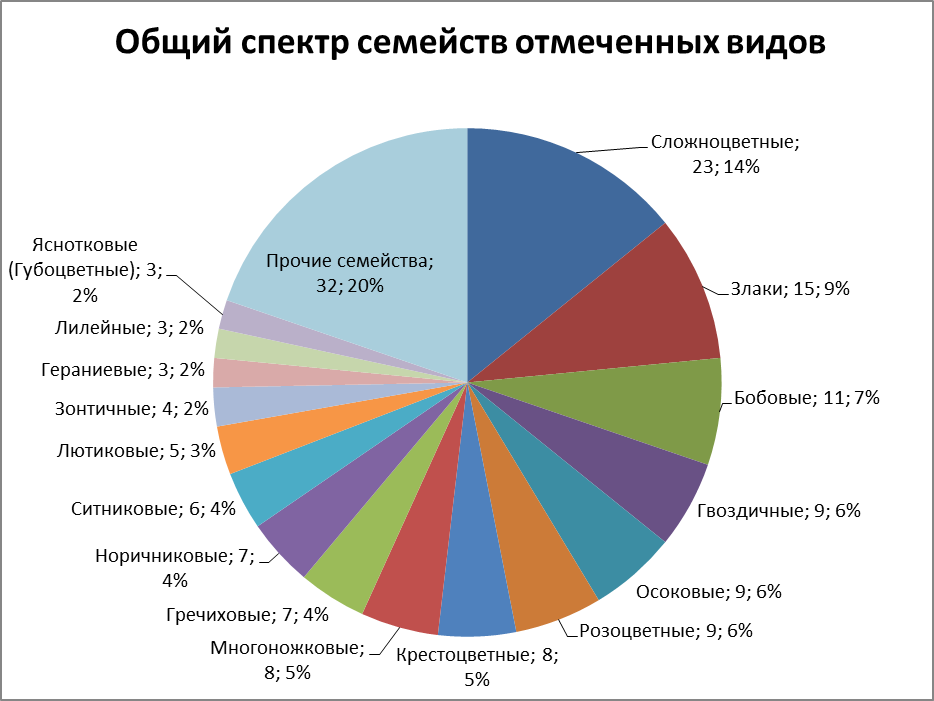 Общий спектр семейств отмеченных видов
Сложноцветные;
23; 14%
Злаки; 15; 9%
Бобовые; 11; 7%
Гвоздичные; 9; 6%
Осоковые; 9; 6%
Розоцветные; 9; 6%
Крестоцветные; 8;
5%
Многоножковые;
8; 5%
Гречиховые; 7; 4%
Норичниковые; 7;
4%
Ситниковые; 6; 4%
Лютиковые; 5; 3%
Зонтичные; 4; 2%
Гераниевые; 3; 2%
Лилейные; 3; 2%
Яснотковые
(Губоцветные); 3;
2%
Прочие семейства;
32; 20%